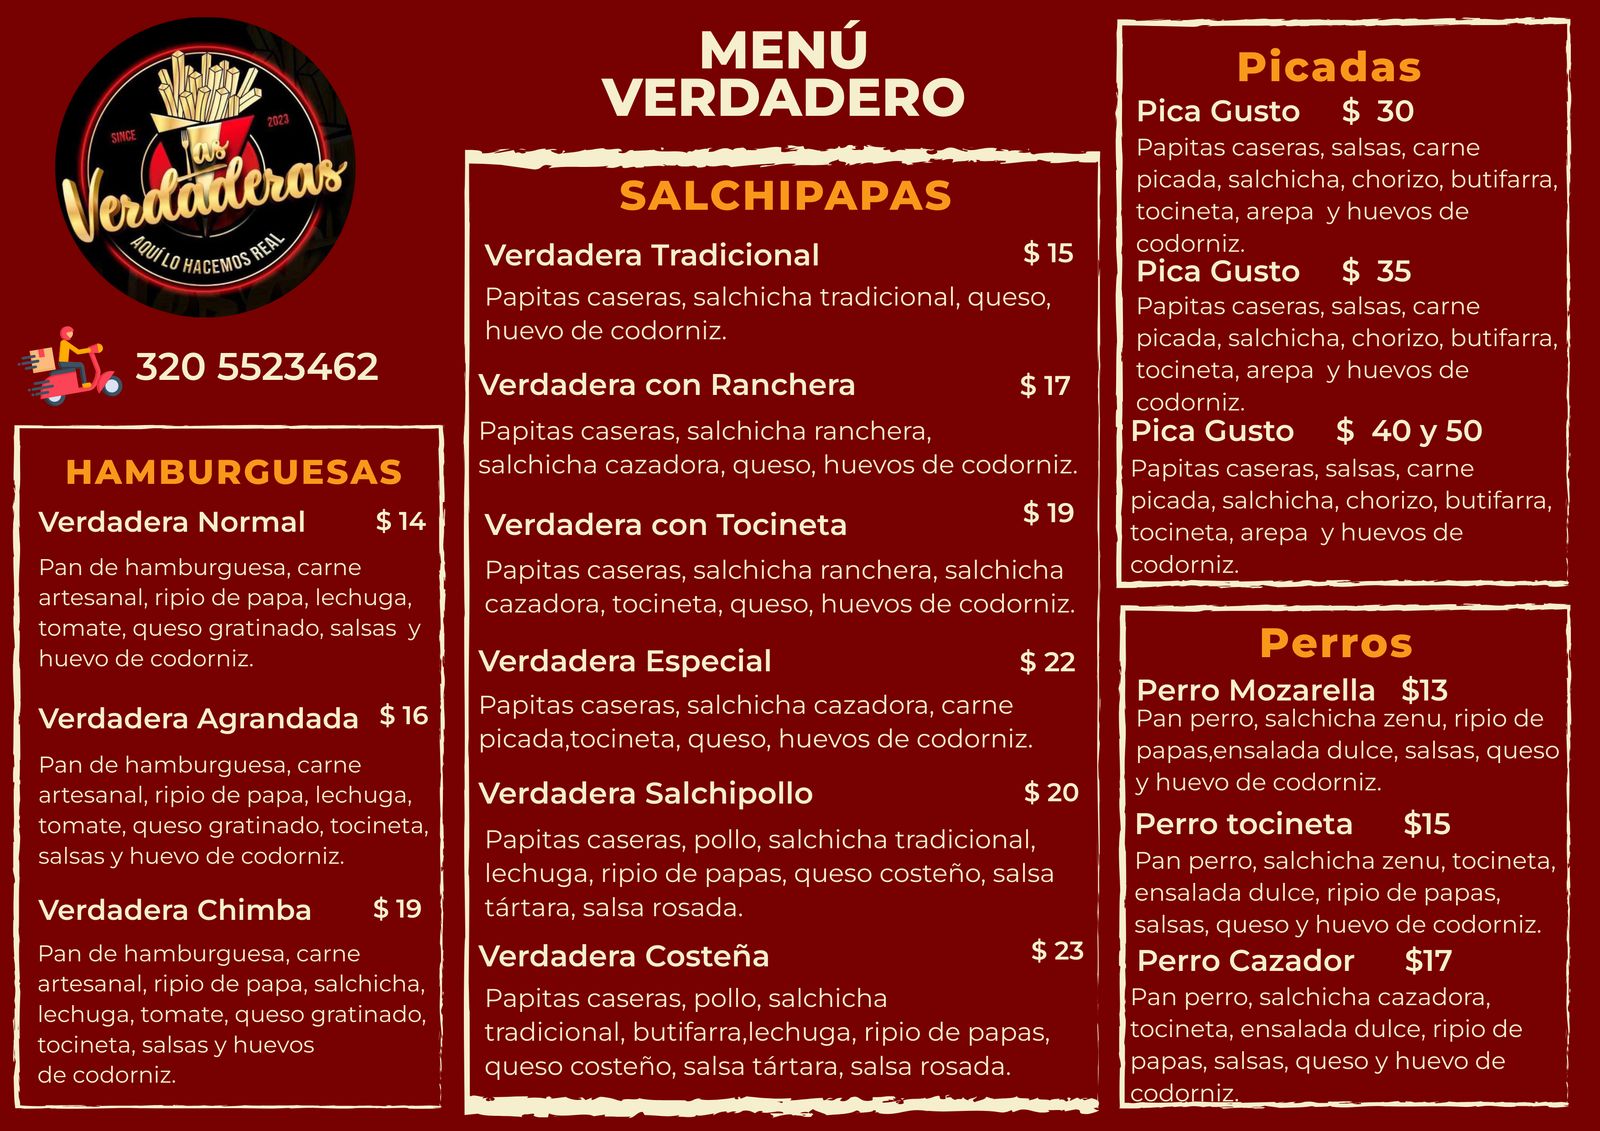 SINCE
2023
las
Verdaderas
AQUÍ LO HACEMOS REAL
320 5523462
HAMBURGUESAS
Verdadera Normal $ 14
Pan de hamburguesa, carne
artesanal, ripio de papa, lechuga,
tomate, queso gratinado, salsas y
huevo de codorniz.
Verdadera Agrandada $ 16
Pan de hamburguesa, carne
artesanal, ripio de papa, lechuga,
tomate, queso gratinado, tocineta,
salsas y huevo de codorniz.
Verdadera Chimba $ 19
Pan de hamburguesa, carne
artesanal, ripio de papa, salchicha,
lechuga, tomate, queso gratinado,
tocineta, salsas y huevos
de codorniz.
MENÚ
VERDADERO
SALCHIPAPAS
Verdadera Tradicional $ 15
Papitas caseras, salchicha tradicional, queso,
huevo de codorniz.
Verdadera con Ranchera $ 17
Papitas caseras, salchicha ranchera,
salchicha cazadora, queso, huevos de codorniz.
Verdadera con Tocineta $ 19
Papitas caseras, salchicha ranchera, salchicha
cazadora, tocineta, queso, huevos de codorniz.
Verdadera Especial $ 22
Papitas caseras, salchicha cazadora, carne
picada,tocineta, queso, huevos de codorniz.
Verdadera Salchipollo $ 20
Papitas caseras, pollo, salchicha tradicional,
lechuga, ripio de papas, queso costeño, salsa
tártara, salsa rosada.
Verdadera Costeña $ 23
Papitas caseras, pollo, salchicha
tradicional, butifarra,lechuga, ripio de papas,
queso costeño, salsa tártara, salsa rosada.
Picadas
Pica Gusto $ 30
Papitas caseras, salsas, carne
picada, salchicha, chorizo, butifarra,
tocineta, arepa y huevos de
codorniz.
Pica Gusto $ 35
Papitas caseras, salsas, carne
picada, salchicha, chorizo, butifarra,
tocineta, arepa y huevos de
codorniz.
Pica Gusto $ 40 y 50
Papitas caseras, salsas, carne
picada, salchicha, chorizo, butifarra,
tocineta, arepa y huevos de
codorniz.
Perros
Perro Mozarella $13
Pan perro, salchicha zenu, ripio de
papas,ensalada dulce, salsas, queso
y huevo de codorniz.
Perro tocineta $15
Pan perro, salchicha zenu, tocineta,
ensalada dulce, ripio de papas,
salsas, queso y huevo de codorniz.
Perro Cazador $17
Pan perro, salchicha cazadora,
tocineta, ensalada dulce, ripio de
papas, salsas, queso y huevo de
codorniz.